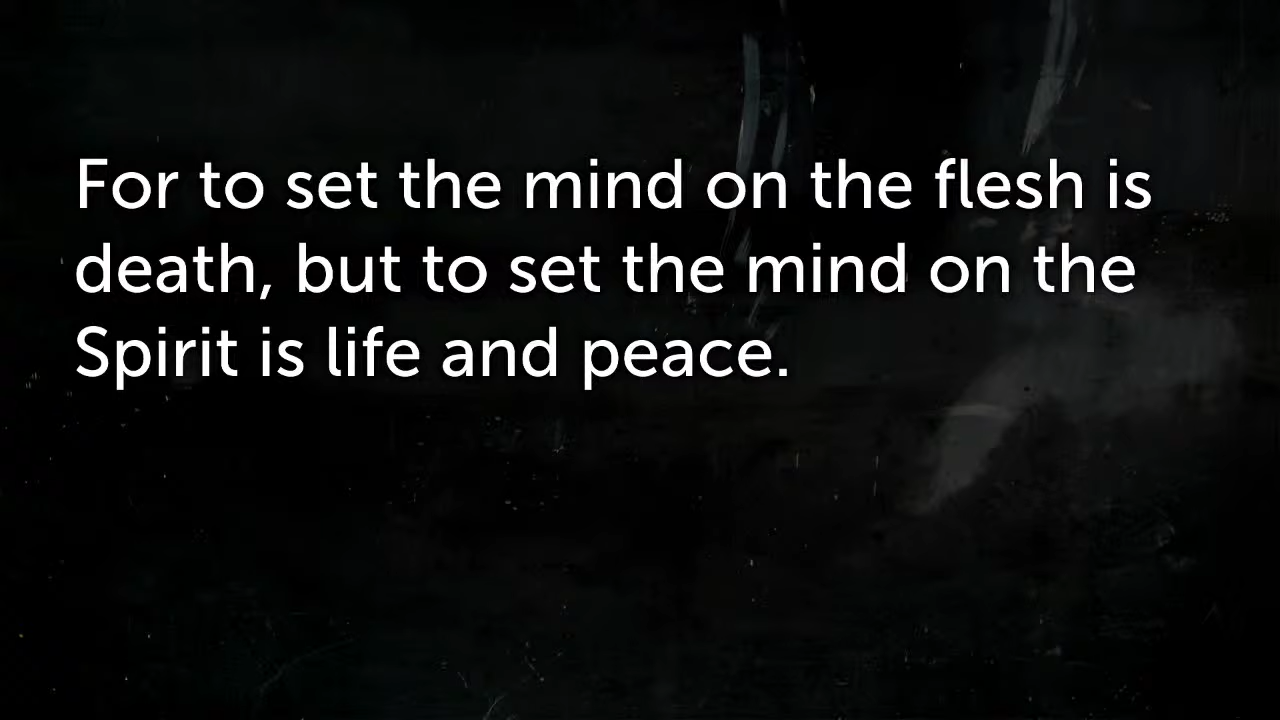 For to set the mind on the flesh is
death, but to set the mind on the
Spirit is life and peace.